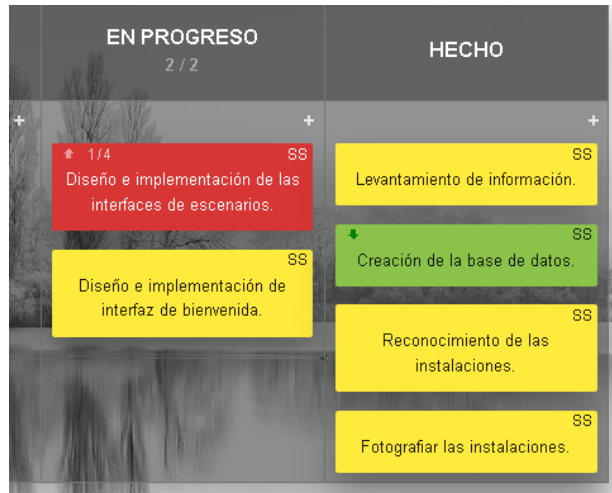 EN PROGRESO
2 / 2
HECHO
+
+
+
1/4
SS
Diseño e implementación de las
interfaces de escenarios.
SS
Diseño e implementación de
interfaz de bienvenida.
SS
Levantamiento de información.
SS
Creación de la base de datos.
SS
Reconocimiento de las
instalaciones.
SS
Fotografiar las instalaciones.